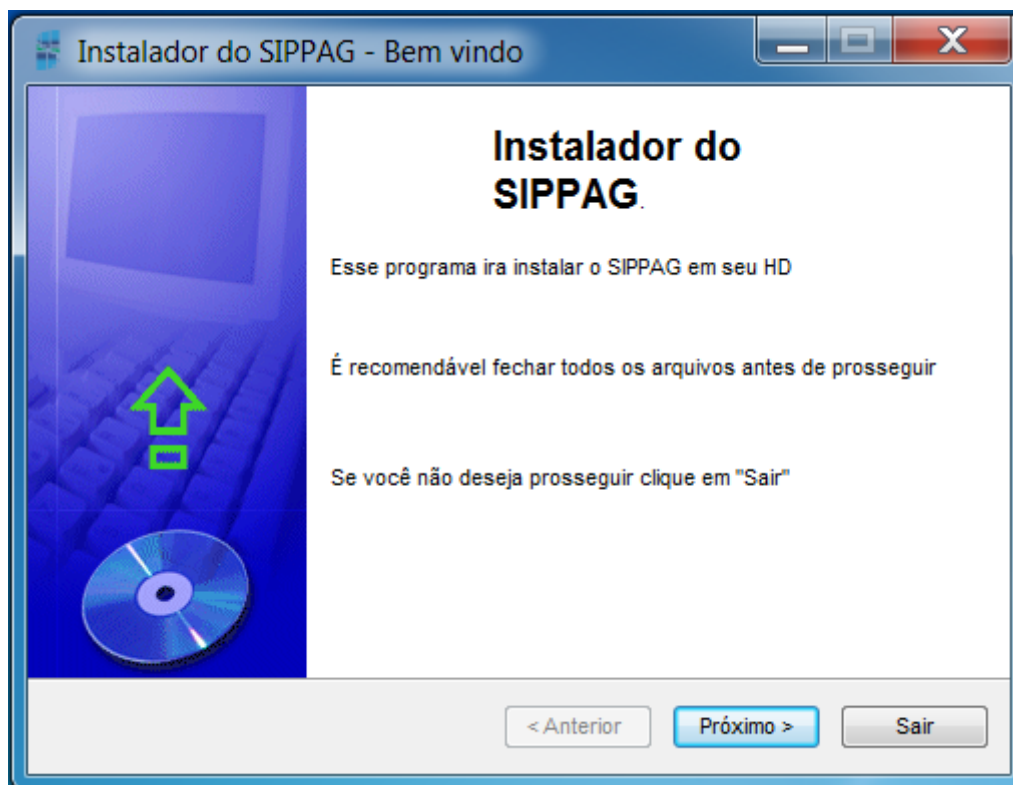 Instalador do SIPPAG - Bem vindo
Instalador do
SIPPAG.
Esse programa ira instalar o SIPPAG em seu HD
É recomendável fechar todos os arquivos antes de prosseguir
Se você não deseja prosseguir clique em "Sair"
< Anterior
Próximo >
Sair